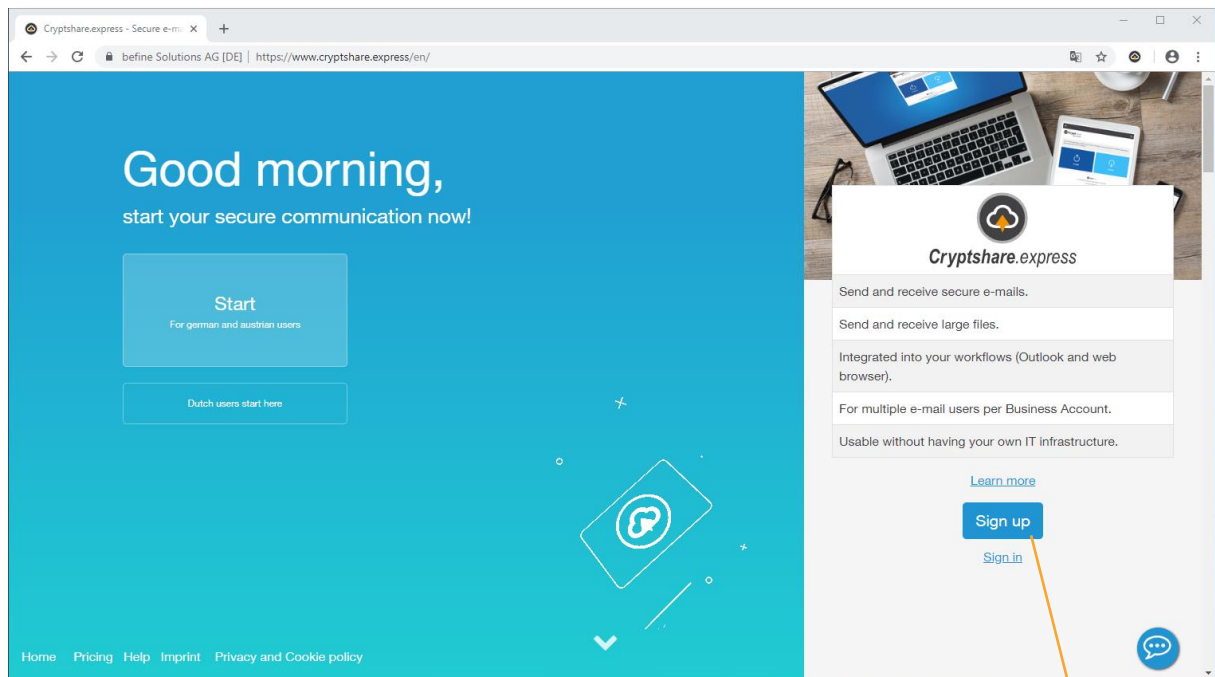 Cryptshare.express - Secure e-m
befine Solutions AG [DE] | https://www.cryptshare.express/en/
Good morning,
start your secure communication now!
Start
For german and austrian users
Dutch users start here
Home Pricing Help Imprint Privacy and Cookie policy
Cryptshare.express
Send and receive secure e-mails.
Send and receive large files.
Integrated into your workflows (Outlook and web
browser).
For multiple e-mail users per Business Account.
Usable without having your own IT infrastructure.
Learn more
Sign up
Sign in